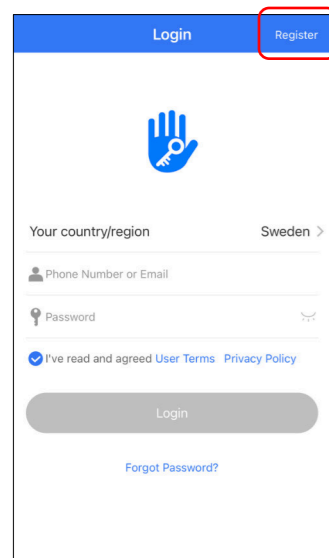 Login Register
Your country/region Sweden
Phone Number or Email
Password
I've read and agreed User Terms Privacy Policy
Login
Forgot Password?